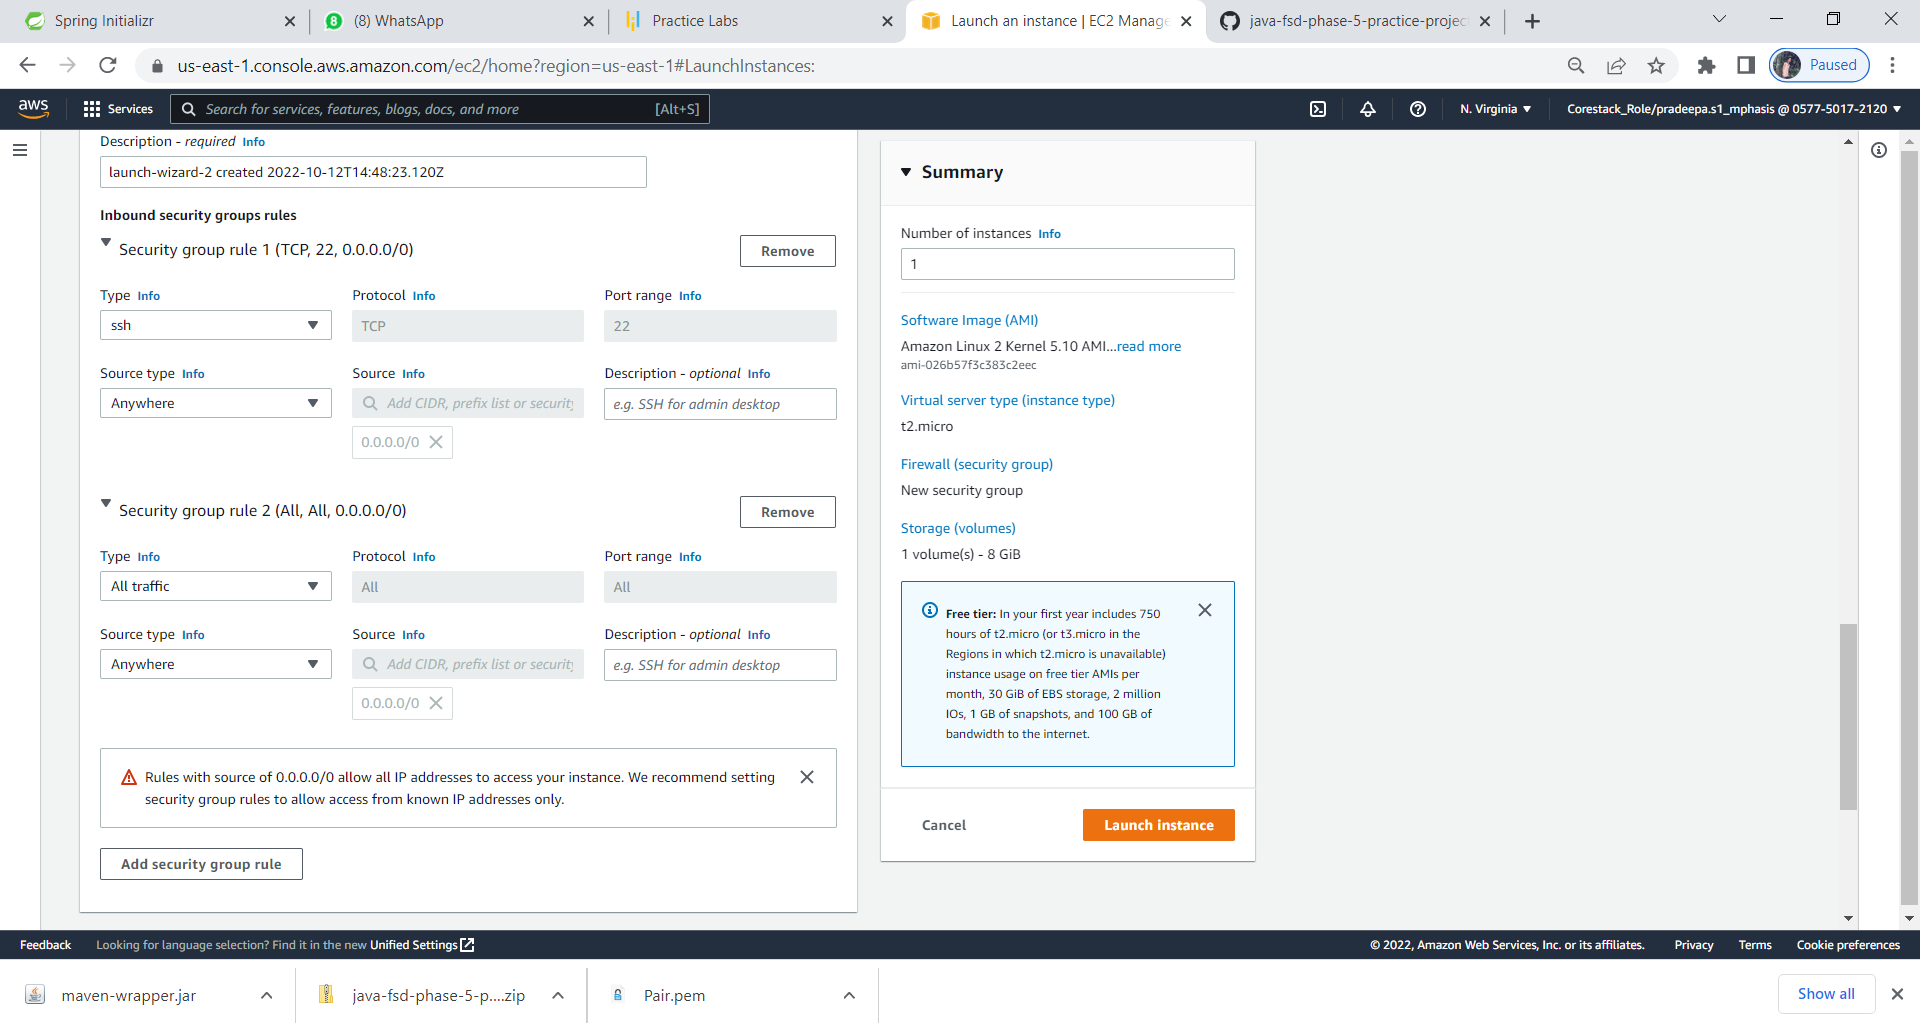 Spring Initializr
8
(8) WhatsApp
Practice Labs
Launch an instance | EC2 Manage
java-fsd-phase-5-practice-projec
us-east-1.console.aws.amazon.com/ec2/home?region=us-east-1#LaunchInstances:
Paused
aws
Services
Search for services, features, blogs, docs, and more
[Alt+S]
N. Virginia
Corestack_Role/pradeepa.s1_mphasis @ 0577-5017-2120
Description - required Info
launch-wizard-2 created 2022-10-12T14:48:23.120Z
Inbound security groups rules
Security group rule 1 (TCP, 22, 0.0.0.0/0)
Remove
Type Info
Protocol Info
Port range Info
ssh
TCP
22
Source type Info
Source Info
Description - optional Info
Anywhere
Add CIDR, prefix list or security
e.g. SSH for admin desktop
0.0.0.0/0
Security group rule 2 (All, All, 0.0.0.0/0)
Remove
Type Info
Protocol Info
Port range Info
All traffic
All
All
Source type Info
Source Info
Description - optional Info
Anywhere
Add CIDR, prefix list or security
e.g. SSH for admin desktop
0.0.0.0/0
Rules with source of 0.0.0.0/0 allow all IP addresses to access your instance. We recommend setting
security group rules to allow access from known IP addresses only.
Add security group rule
Summary
Number of instances Info
1
Software Image (AMI)
Amazon Linux 2 Kernel 5.10 AMI...read more
ami-026b57f3c383c2eec
Virtual server type (instance type)
t2.micro
Firewall (security group)
New security group
Storage (volumes)
1 volume(s) - 8 GiB
Free tier: In your first year includes 750
hours of t2.micro (or t3.micro in the
Regions in which t2.micro is unavailable)
instance usage on free tier AMIs per
month, 30 GiB of EBS storage, 2 million
IOs, 1 GB of snapshots, and 100 GB of
bandwidth to the internet.
Cancel
Launch instance
Feedback
Looking for language selection? Find it in the new Unified Settings
© 2022, Amazon Web Services, Inc. or its affiliates.
Privacy
Terms
Cookie preferences
maven-wrapper.jar
java-fsd-phase-5-p....zip
Pair.pem
Show all